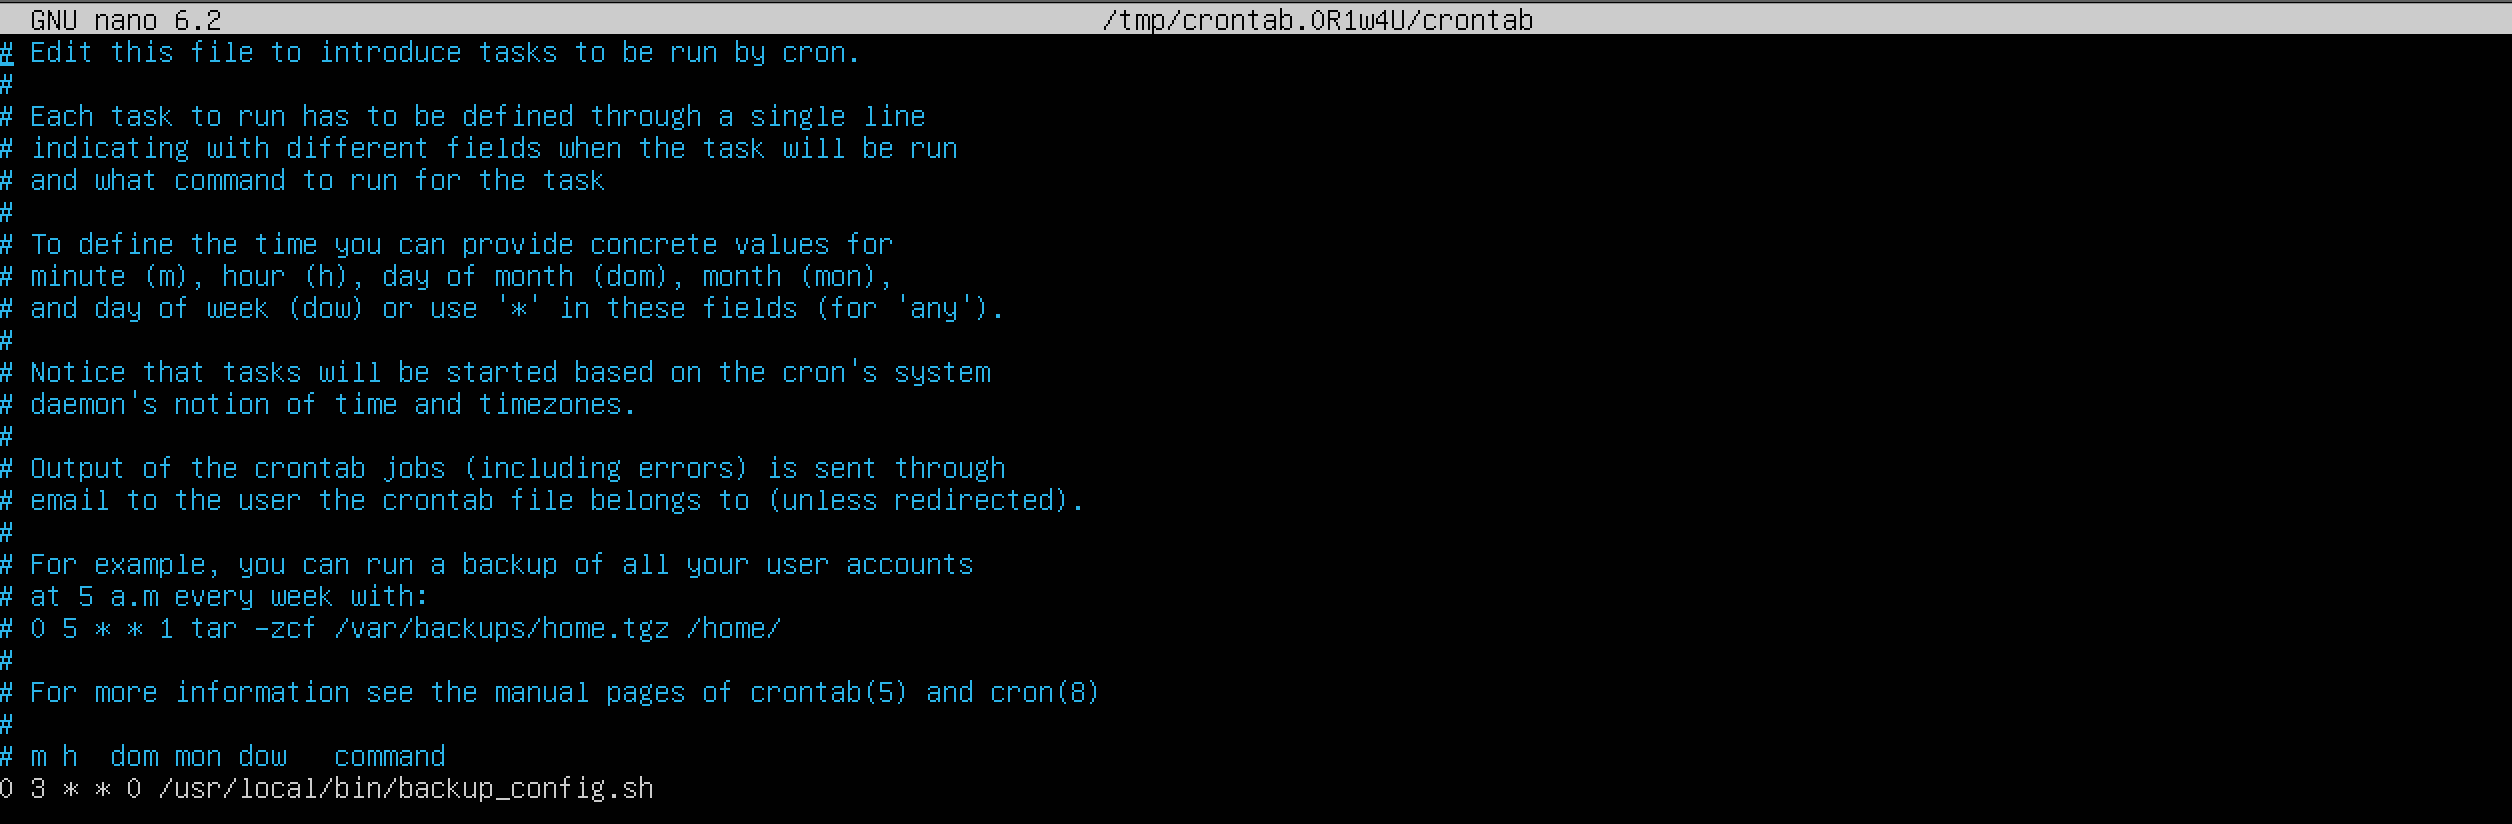 GNU nano 6.2 /tmp/crontab.OR1w4U/crontab
# Edit this file to introduce tasks to be run by cron.
#
# Each task to run has to be defined through a single line
# indicating with different fields when the task will be run
# and what command to run for the task
#
# To define the time you can provide concrete values for
# minute (m), hour (h), day of month (dom), month (mon),
# and day of week (dow) or use '*' in these fields (for 'any').
#
# Notice that tasks will be started based on the cron's system
# daemon's notion of time and timezones.
#
# Output of the crontab jobs (including errors) is sent through
# email to the user the crontab file belongs to (unless redirected).
#
# For example, you can run a backup of all your user accounts
# at 5 a.m every week with:
# 0 5 * * 1 tar -zcf /var/backups/home.tgz /home/
#
# For more information see the manual pages of crontab(5) and cron(8)
#
# m h  dom mon dow   command
0 3 * * 0 /usr/local/bin/backup_config.sh